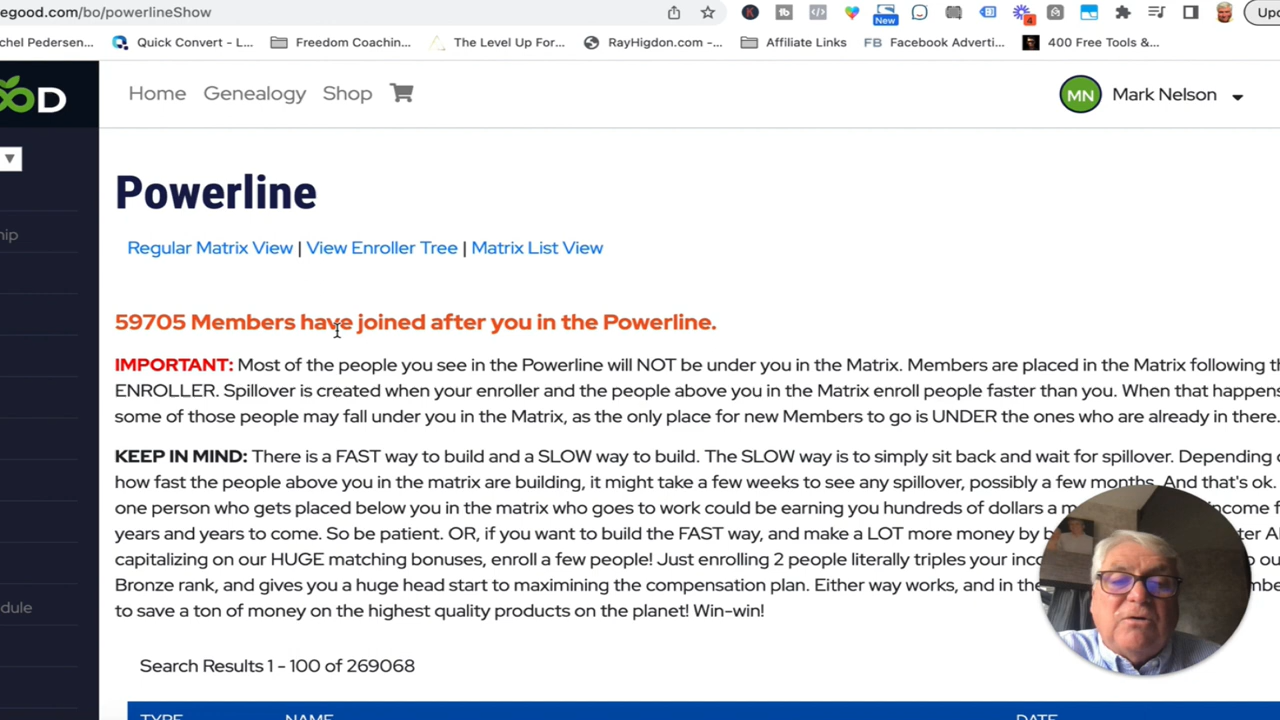 egood.com/bo/powerlineShow
New
4
Upd
chel Pedersen... Quick Convert - L... Freedom Coachin... The Level Up For... RayHigdon.com -... Affiliate Links FB Facebook Adverti... 400 Free Tools &...
OOD Home Genealogy Shop MN Mark Nelson
Powerline
hip
Regular Matrix View | View Enroller Tree | Matrix List View
59705 Members have joined after you in the Powerline.
IMPORTANT: Most of the people you see in the Powerline will NOT be under you in the Matrix. Members are placed in the Matrix following th
ENROLLER. Spillover is created when your enroller and the people above you in the Matrix enroll people faster than you. When that happens
some of those people may fall under you in the Matrix, as the only place for new Members to go is UNDER the ones who are already in there.
KEEP IN MIND: There is a FAST way to build and a SLOW way to build. The SLOW way is to simply sit back and wait for spillover. Depending o
how fast the people above you in the matrix are building, it might take a few weeks to see any spillover, possibly a few months. And that's ok.
one person who gets placed below you in the matrix who goes to work could be earning you hundreds of dollars a m ncome f
years and years to come. So be patient. OR, if you want to build the FAST way, and make a LOT more money by b ter Al
capitalizing on our HUGE matching bonuses, enroll a few people! Just enrolling 2 people literally triples your inco o ou
Bronze rank, and gives you a huge head start to maximining the compensation plan. Either way works, and in the mbe
dule
to save a ton of money on the highest quality products on the planet! Win-win!
Search Results 1 - 100 of 269068
TYPE NAME DATE